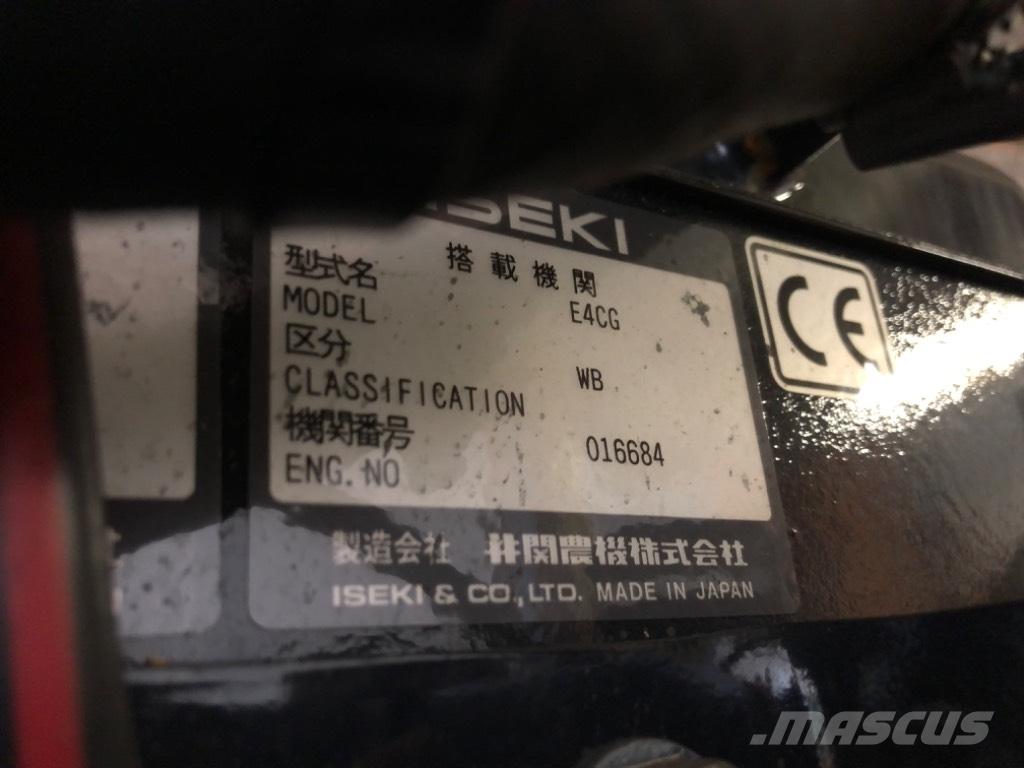 ISEKI
型式名 搭載機関
MODEL E4CG
区分
CLASSIFICATION WB
機関番号
ENG. NO 016684
製造会社 井関農機株式会社
ISEKI & CO., LTD. MADE IN JAPAN
CE
.MASCUS